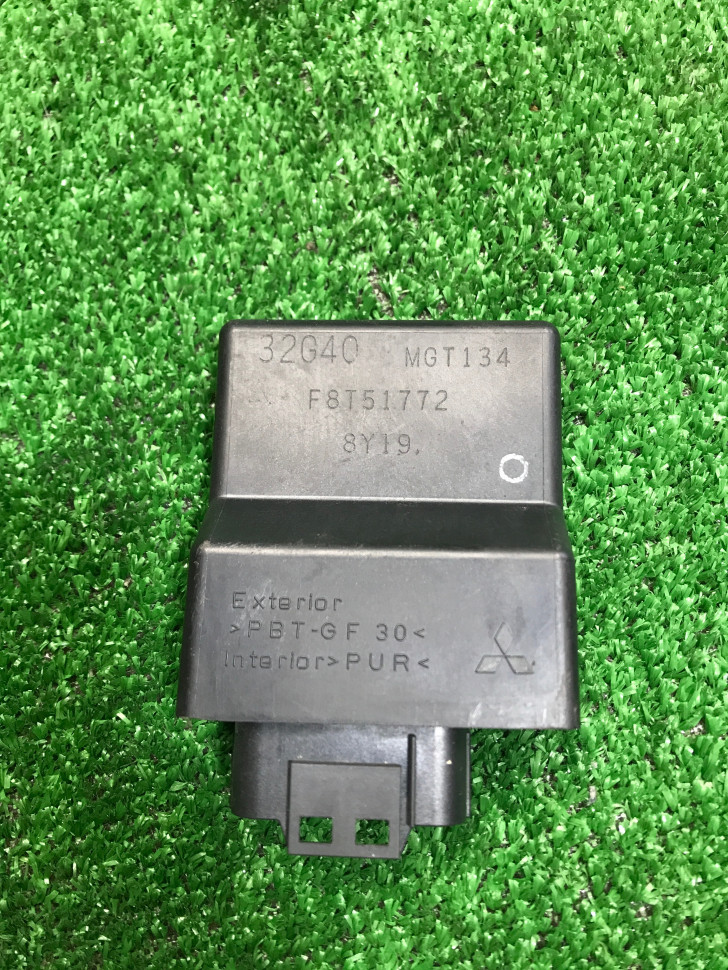 32G40 MGT134
F8T51772
8Y19.
Exterior
>PBT-GF 30<
Interior>PUR<